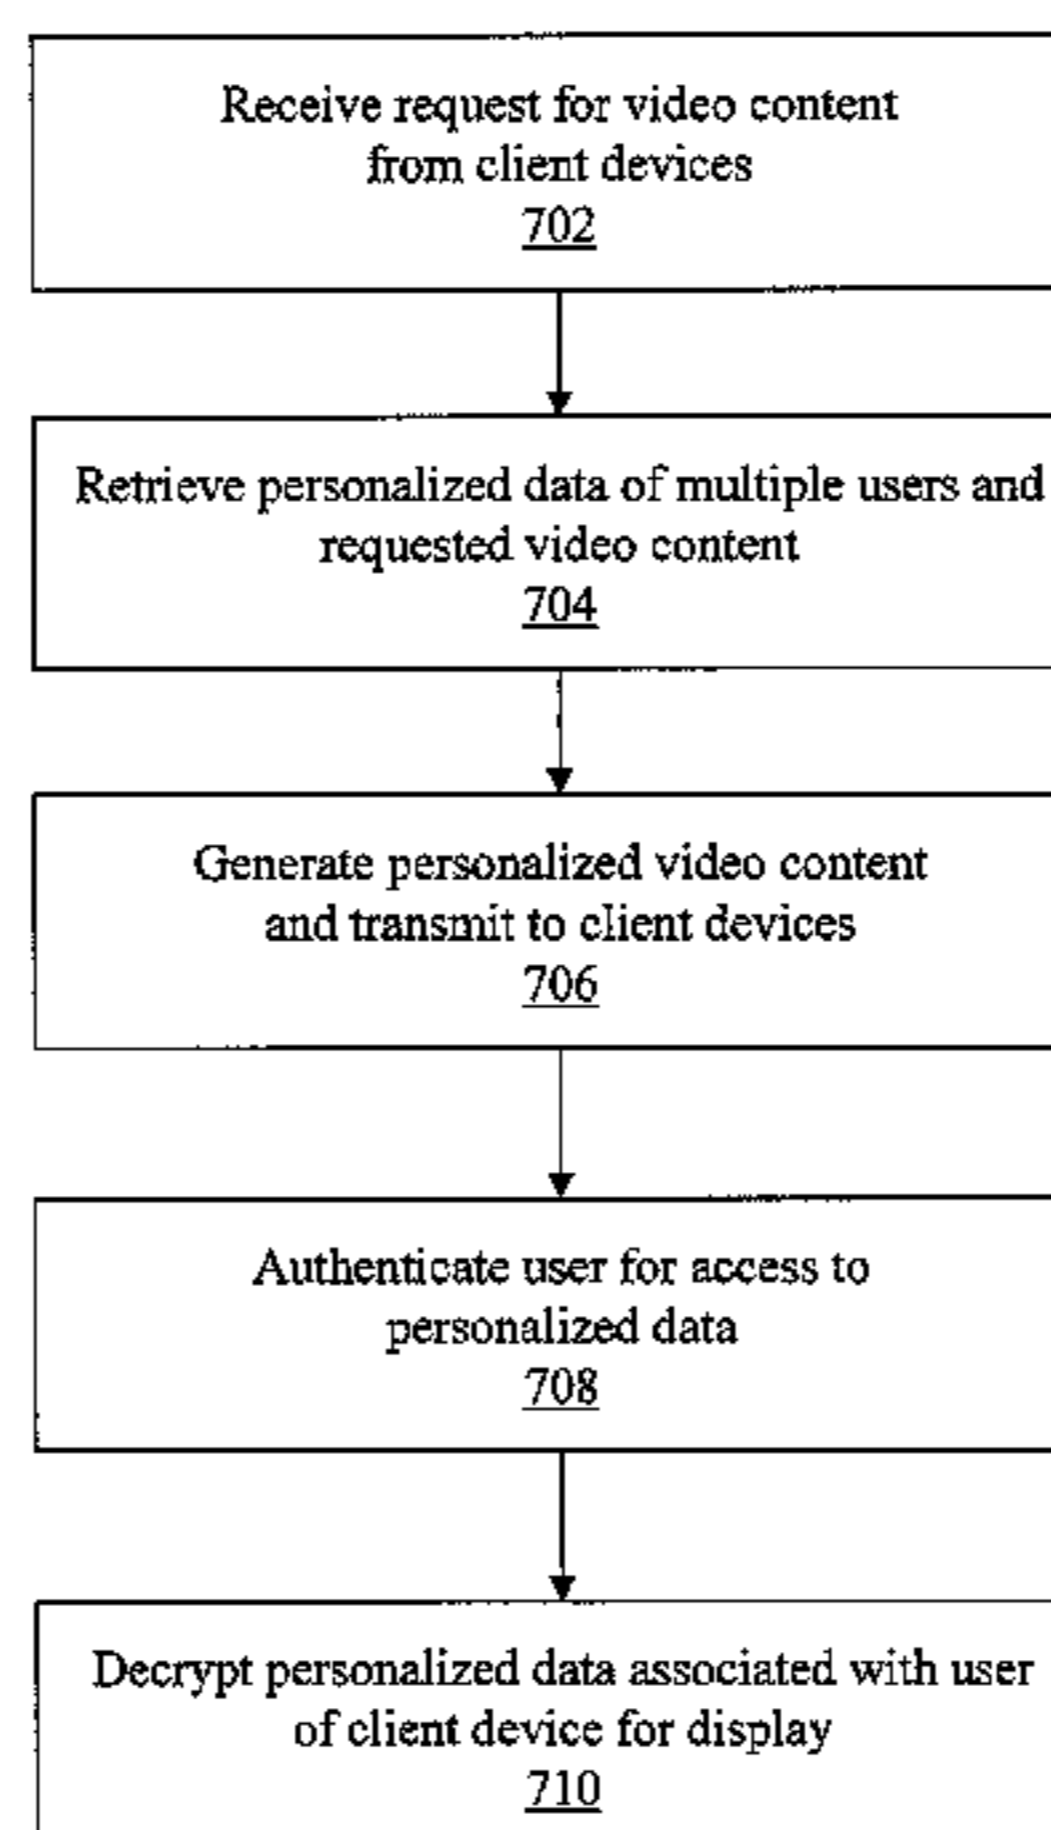 Receive request for video content
from client devices
702
Retrieve personalized data of multiple users and
requested video content
704
Generate personalized video content
and transmit to client devices
706
Authenticate user for access to
personalized data
708
Decrypt personalized data associated with user
of client device for display
710